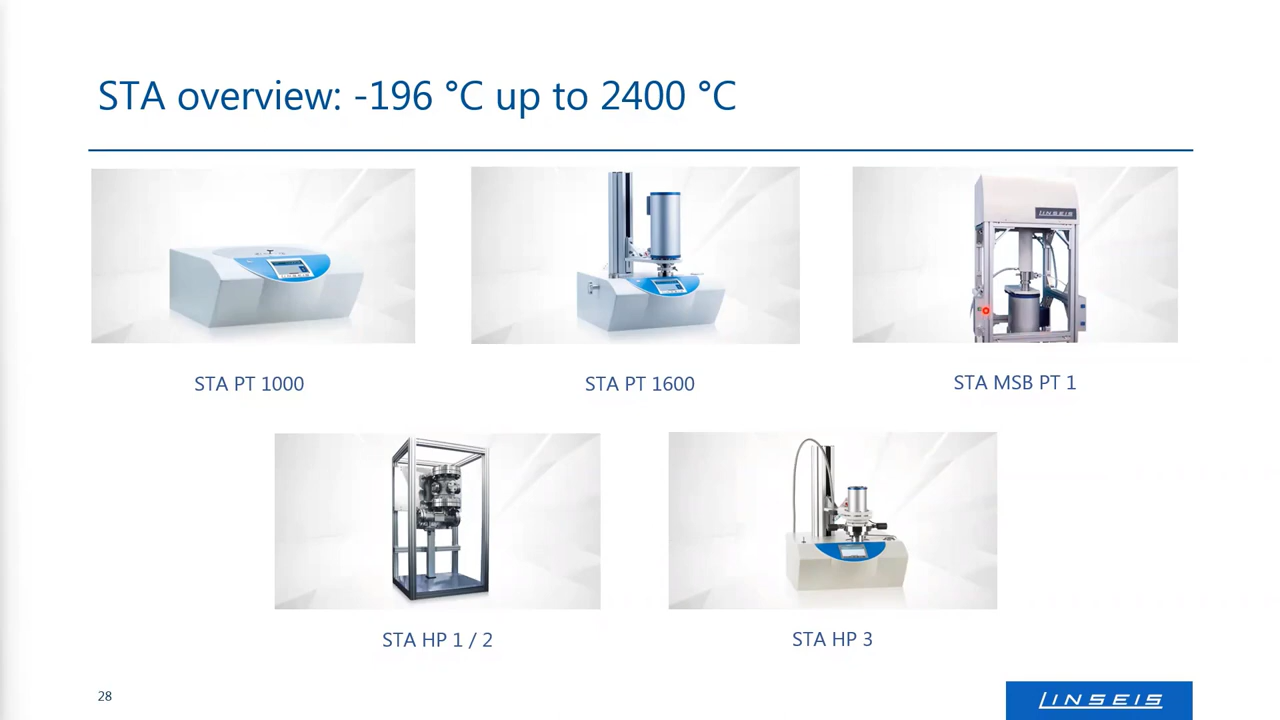 STA overview: -196 °C up to 2400 °C
LINSEIS
STA PT 1000
STA PT 1600
STA MSB PT 1
STA HP 1 / 2
STA HP 3
28
LINSEIS